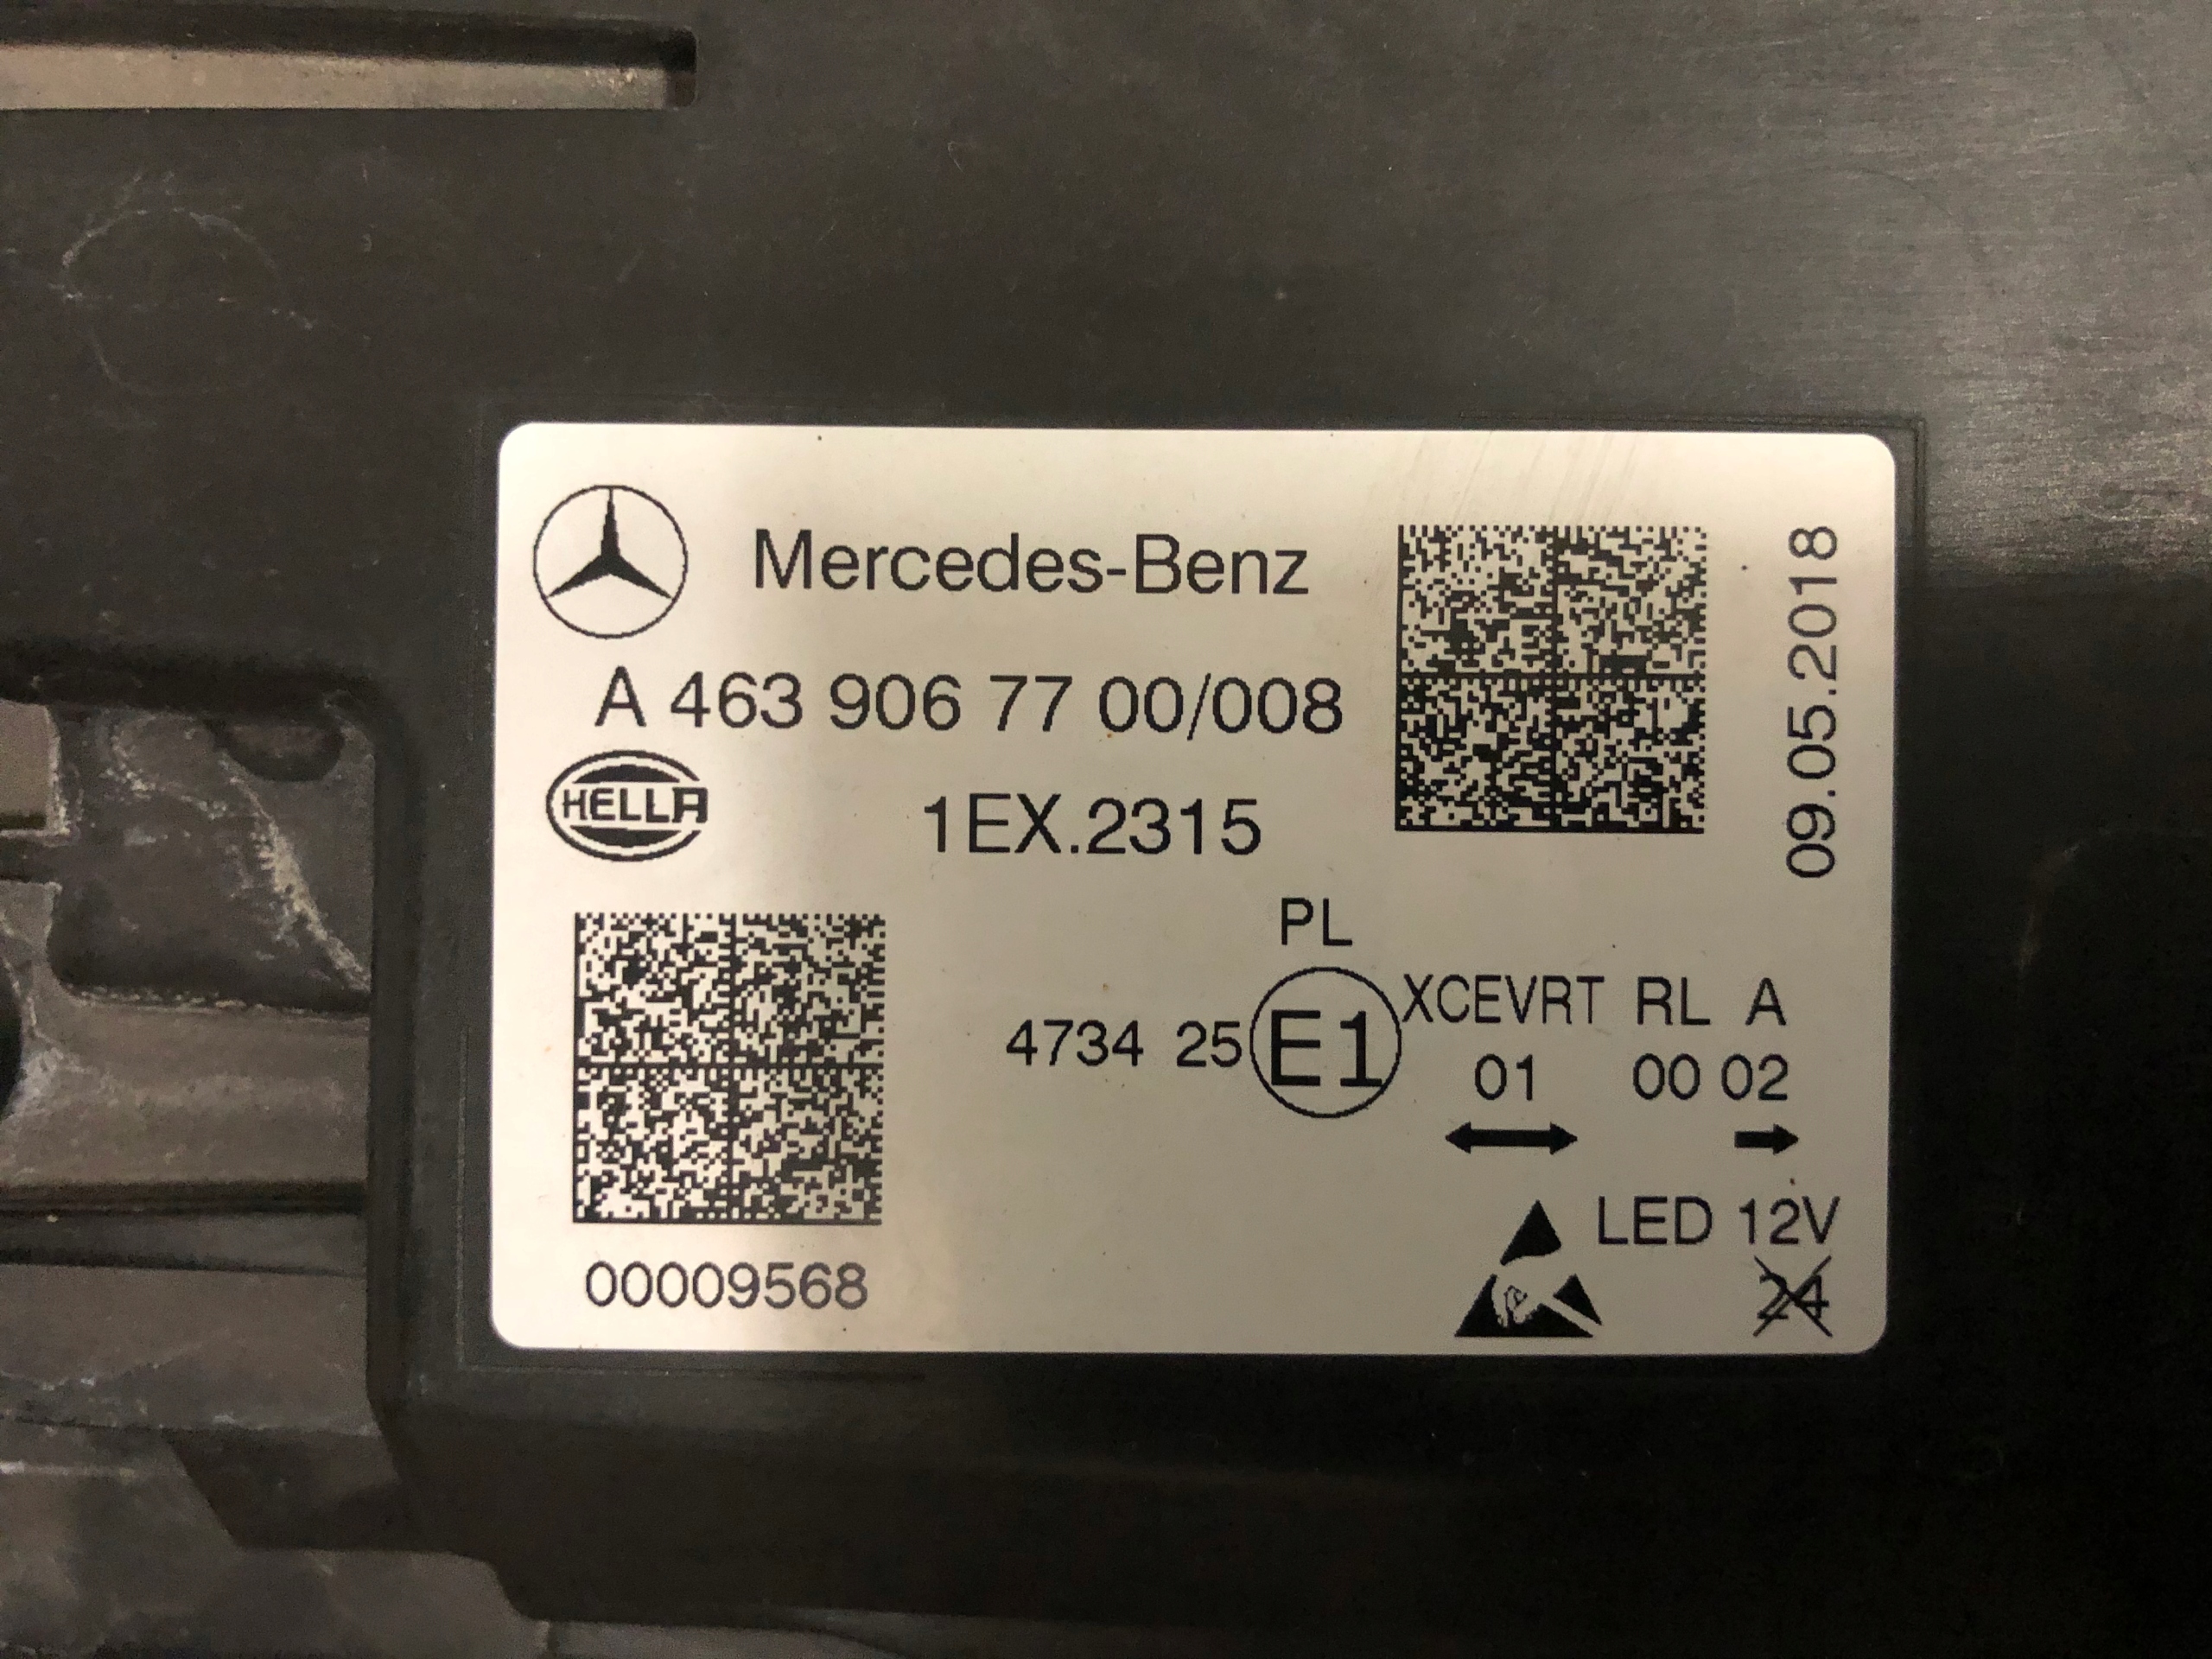 Mercedes-Benz
A 463 906 77 00/008
HELLA
1EX.2315
09.05.2018
PL
4734 25 E1 XCEVRT RL A
01 00 02
LED 12V
24
00009568